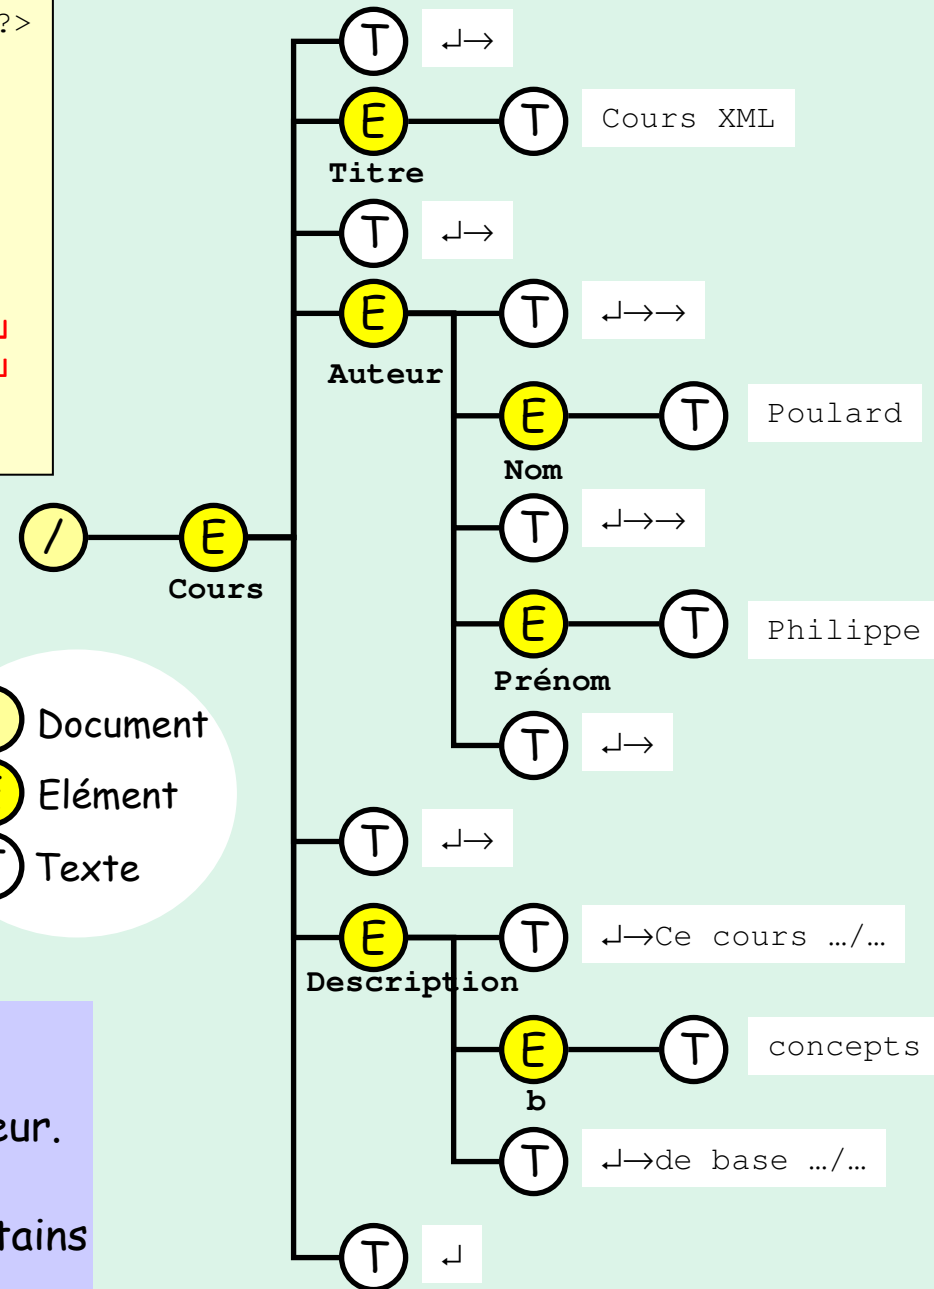 ?>
T ↵→
E T Cours XML
Titre
T ↵→
E T ↵→→
Auteur
E T Poulard
Nom
T ↵→→
/ E
Cours
E T Philippe
Prénom
T ↵→
Document
Elément
Texte
T ↵→
E T ↵→Ce cours …/…
Description
E T concepts
b
T ↵→de base …/…
T ↵
eur.
tains